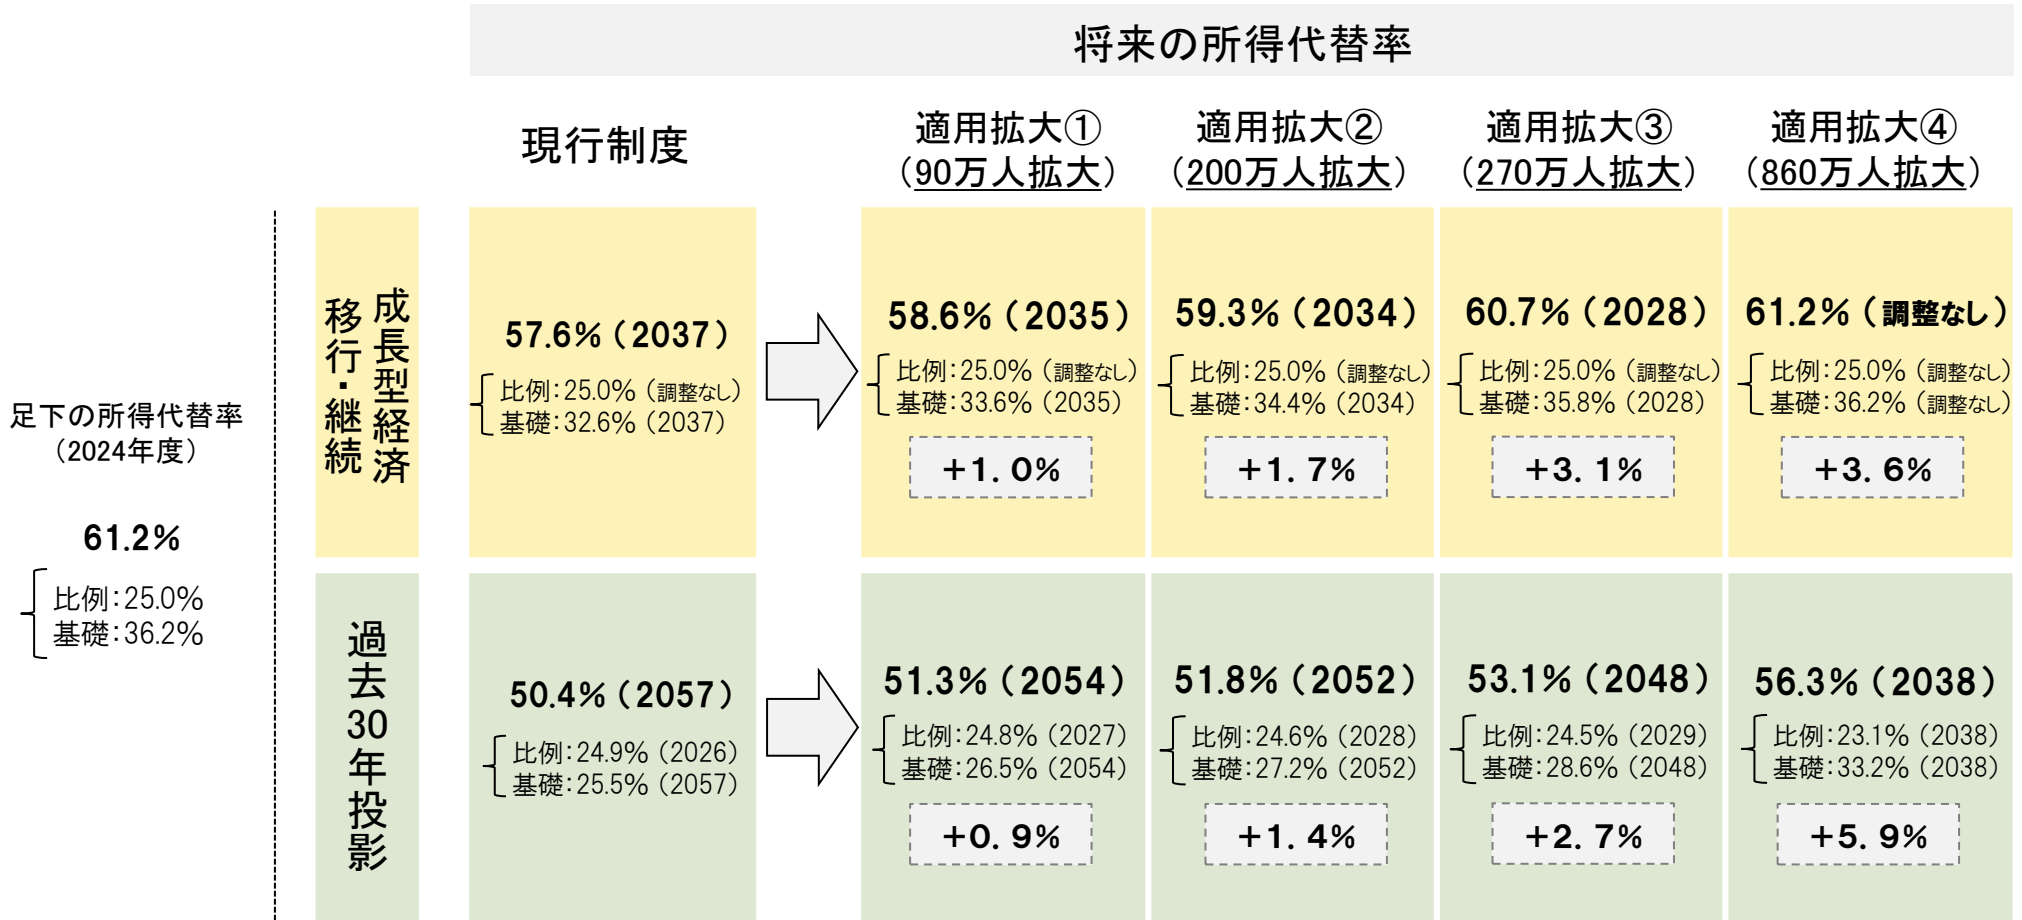 将来の所得代替率
現行制度
適用拡大①
（90万人拡大）
適用拡大②
（200万人拡大）
適用拡大③
（270万人拡大）
適用拡大④
（860万人拡大）
足下の所得代替率
（2024年度）
61.2%
比例：25.0%
基礎：36.2%
成長型経済
移行・継続
57.6%（2037）
比例：25.0%（調整なし）
基礎：32.6%（2037）
58.6%（2035）
比例：25.0%（調整なし）
基礎：33.6%（2035）
+1.0%
59.3%（2034）
比例：25.0%（調整なし）
基礎：34.4%（2034）
+1.7%
60.7%（2028）
比例：25.0%（調整なし）
基礎：35.8%（2028）
+3.1%
61.2%（調整なし）
比例：25.0%（調整なし）
基礎：36.2%（調整なし）
+3.6%
過去30年投影
50.4%（2057）
比例：24.9%（2026）
基礎：25.5%（2057）
51.3%（2054）
比例：24.8%（2027）
基礎：26.5%（2054）
+0.9%
51.8%（2052）
比例：24.6%（2028）
基礎：27.2%（2052）
+1.4%
53.1%（2048）
比例：24.5%（2029）
基礎：28.6%（2048）
+2.7%
56.3%（2038）
比例：23.1%（2038）
基礎：33.2%（2038）
+5.9%